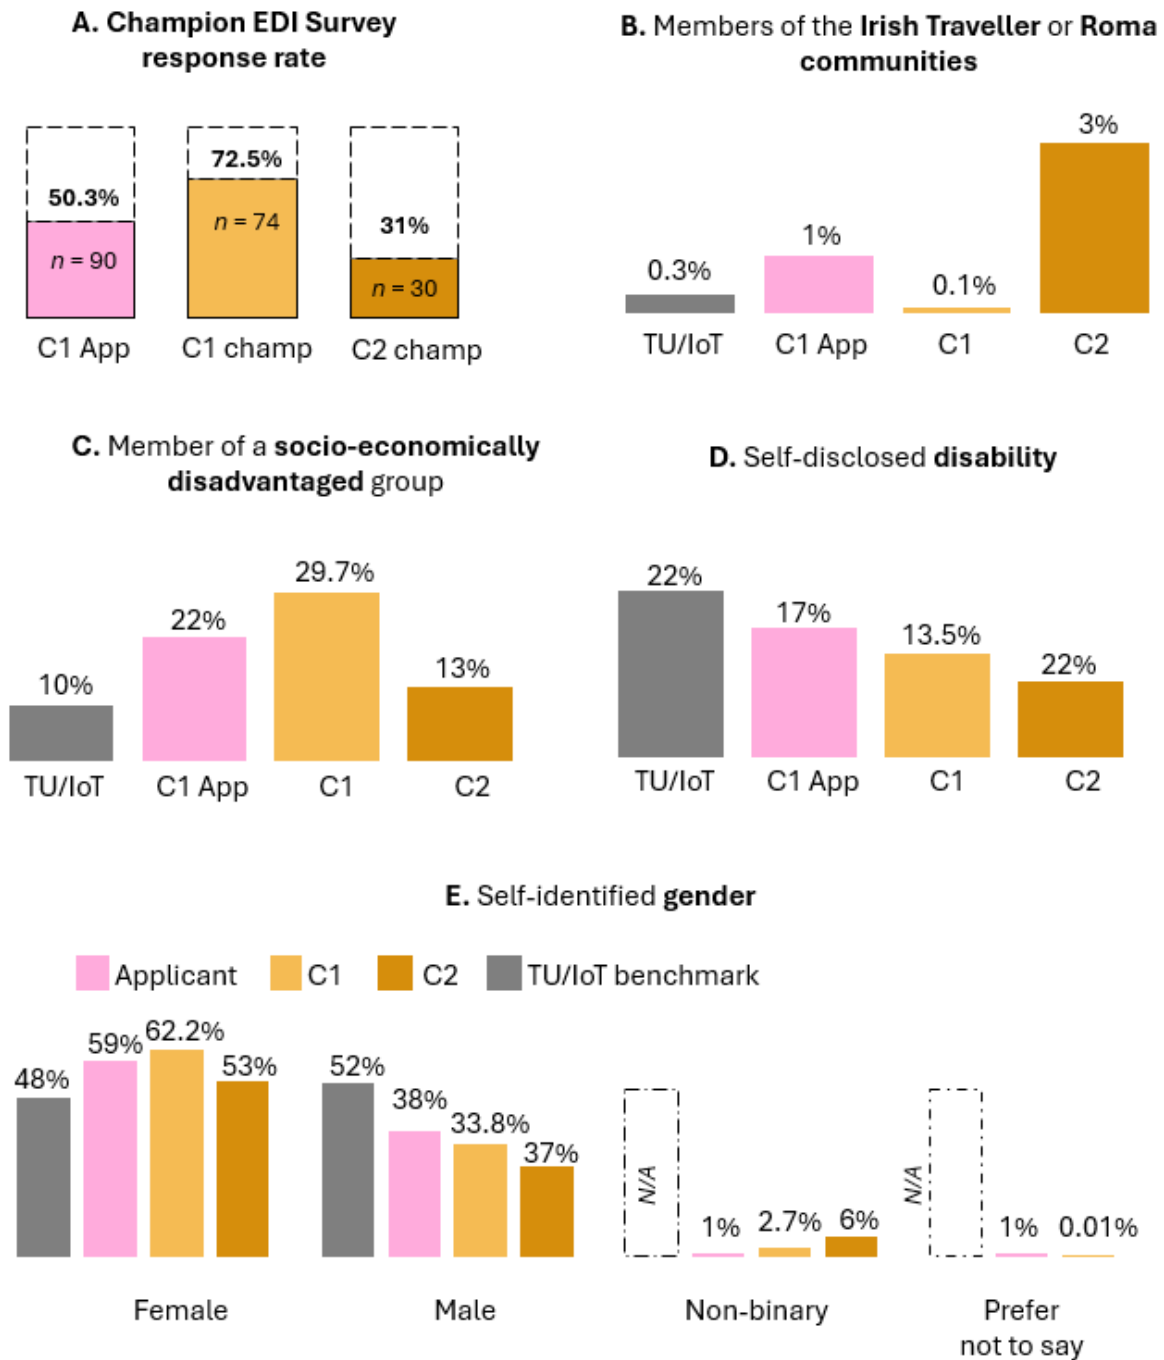 A. Champion EDI Survey
response rate
50.3%
n = 90
72.5%
n = 74
31%
n = 30
C1 App
C1 champ
C2 champ
B. Members of the Irish Traveller or Roma
communities
0.3%
1%
0.1%
3%
TU/IoT
C1 App
C1
C2
C. Member of a socio-economically
disadvantaged group
10%
22%
29.7%
13%
TU/IoT
C1 App
C1
C2
D. Self-disclosed disability
22%
17%
13.5%
22%
TU/IoT
C1 App
C1
C2
E. Self-identified gender
Applicant
C1
C2
TU/IoT benchmark
48%
59%
62.2%
53%
52%
38%
33.8%
37%
N/A
1%
2.7%
6%
N/A
1%
0.01%
Female
Male
Non-binary
Prefer
not to say